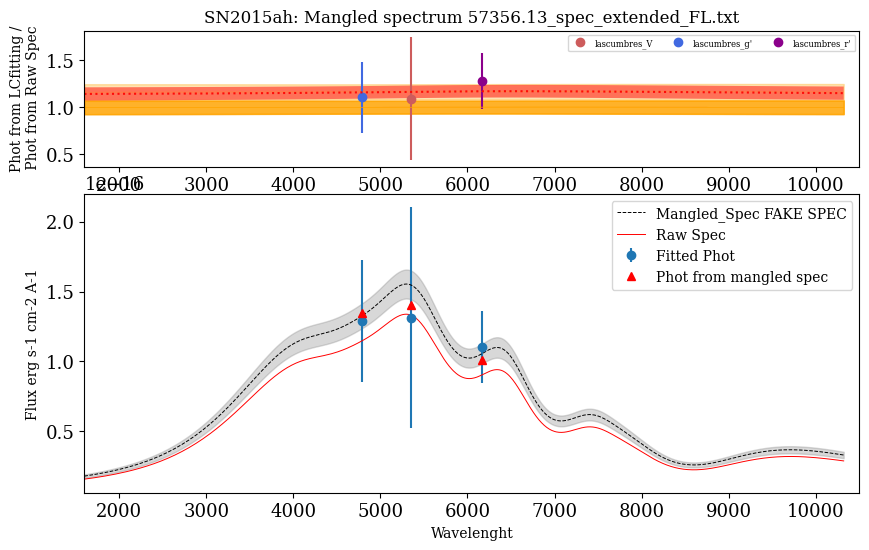 SN2015ah: Mangled spectrum 57356.13_spec_extended_FL.txt
Phot from LCfitting /
Phot from Raw Spec
1.5
1.0
0.5
lascumbres_V lascumbres_g' lascumbres_r'
2000 3000 4000 5000 6000 7000 8000 9000 10000
1e−16
Flux erg s-1 cm-2 A-1
2.0
1.5
1.0
0.5
Mangled_Spec FAKE SPEC
Raw Spec
Fitted Phot
Phot from mangled spec
2000 3000 4000 5000 6000 7000 8000 9000 10000
Wavelenght